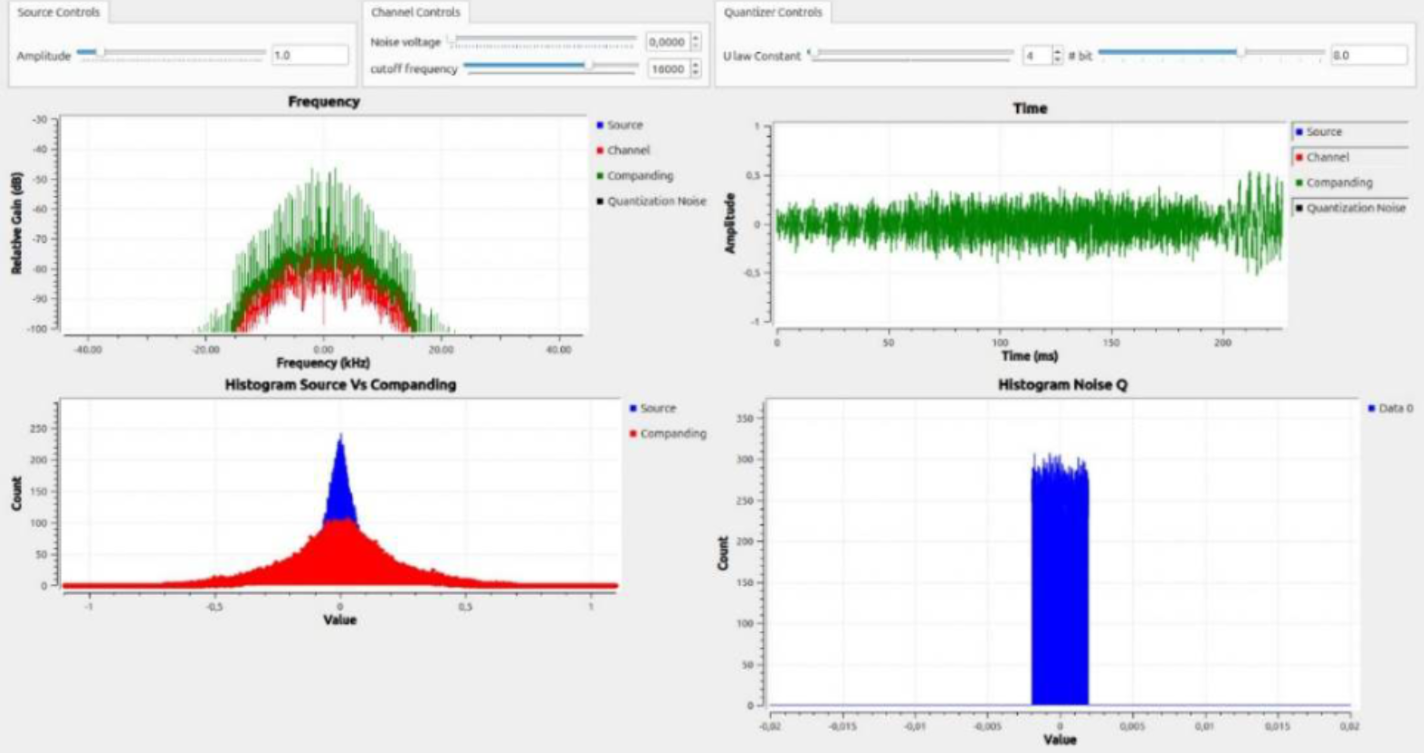 Source Controls
Amplitude
1.0
Channel Controls
Noise voltage
0,0000
cutoff frequency
16000
Quantizer Controls
U law Constant
4
# bit
8.0
Frequency
Relative Gain (dB)
-30
-40
-50
-60
-70
-80
-90
-100
-40.00
-20.00
0.00
20.00
40.00
Frequency (kHz)
Source
Channel
Companding
Quantization Noise
Time
Amplitude
1
0,5
0
-0,5
-1
0
50
100
150
200
Time (ms)
Source
Channel
Companding
Quantization Noise
Histogram Source Vs Companding
Count
250
200
150
100
50
0
-1
-0,5
0
0,5
1
Value
Source
Companding
Histogram Noise Q
Count
350
300
250
200
150
100
50
0
-0,02
-0,015
-0,01
-0,005
0
0,005
0,01
0,015
0,02
Value
Data 0